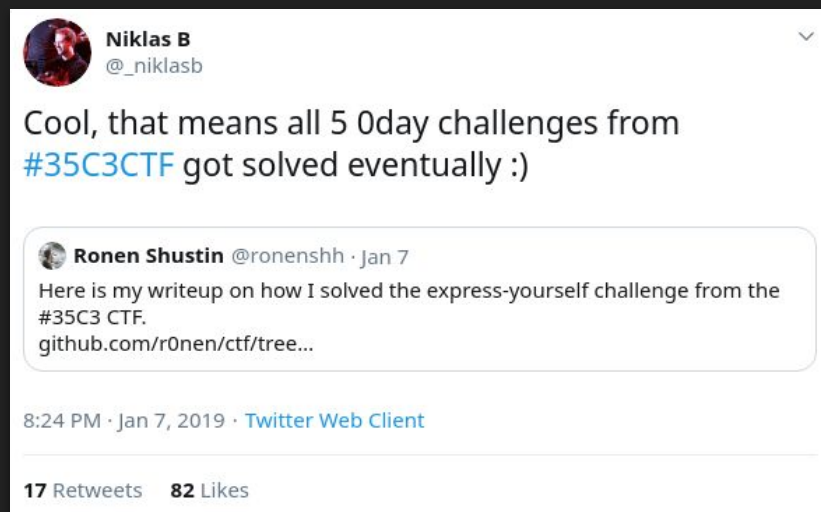 Niklas B
@_niklasb
Cool, that means all 5 0day challenges from
#35C3CTF got solved eventually :)
Ronen Shustin @ronenshh · Jan 7
Here is my writeup on how I solved the express-yourself challenge from the
#35C3 CTF.
github.com/r0nen/ctf/tree...
8:24 PM · Jan 7, 2019 · Twitter Web Client
17 Retweets 82 Likes